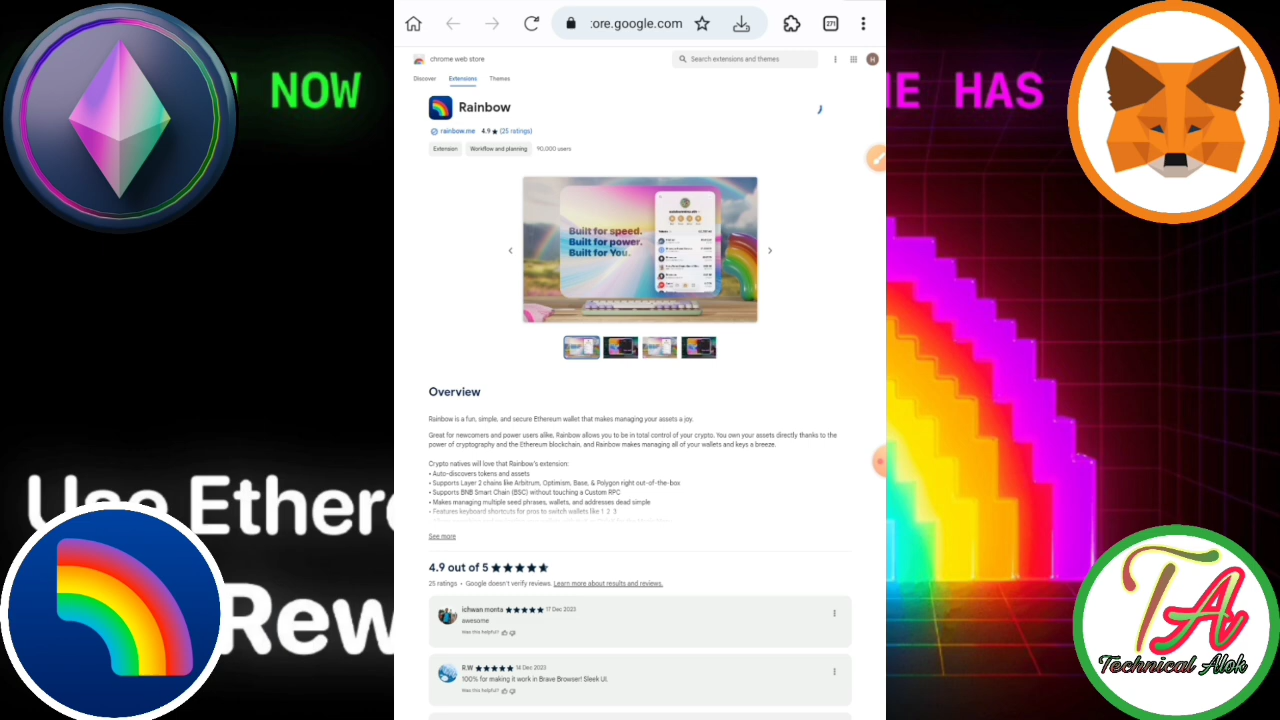 :ore.google.com
271
chrome web store
Search extensions and themes
H
Discover Extensions Themes
Rainbow
rainbow.me 4.9 ★ (25 ratings)
Extension Workflow and planning 90,000 users
Built for speed.
Built for power.
Built for You.
Overview
Rainbow is a fun, simple, and secure Ethereum wallet that makes managing your assets a joy.
Great for newcomers and power users alike, Rainbow allows you to be in total control of your crypto. You own your assets directly thanks to the
power of cryptography and the Ethereum blockchain, and Rainbow makes managing all of your wallets and keys a breeze.
Crypto natives will love that Rainbow's extension:
• Auto-discovers tokens and assets
• Supports Layer 2 chains like Arbitrum, Optimism, Base, & Polygon right out-of-the-box
• Supports BNB Smart Chain (BSC) without touching a Custom RPC
• Makes managing multiple seed phrases, wallets, and addresses dead simple
• Features keyboard shortcuts for pros to switch wallets like 1 2 3
See more
4.9 out of 5 ★★★★★
25 ratings • Google doesn't verify reviews. Learn more about results and reviews.
ichwan monta ★★★★★ 17 Dec 2023
awesome
Was this helpful?
R.W ★★★★★ 14 Dec 2023
100% for making it work in Brave Browser! Sleek UI.
Was this helpful?
NOW
HAS
Use Ether
Rew
TA
Technical Alok